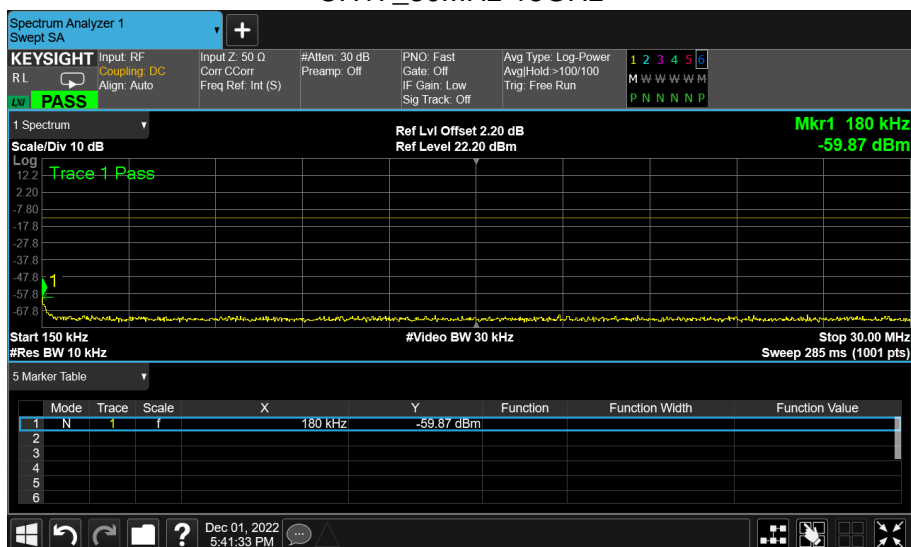 Spectrum Analyzer 1
Swept SA
+
KEYSIGHT Input: RF Input Z: 50 Ω #Atten: 30 dB PNO: Fast Avg Type: Log-Power 1 2 3 4 5 6
RL Coupling: DC Corr CCorr Preamp: Off Gate: Off Avg|Hold:>100/100 M W W W W M
Align: Auto Freq Ref: Int (S) IF Gain: Low Trig: Free Run
LXI PASS Sig Track: Off P N N N N P
1 Spectrum Ref Lvl Offset 2.20 dB Mkr1 180 kHz
Scale/Div 10 dB Ref Level 22.20 dBm -59.87 dBm
Log
12.2 Trace 1 Pass
2.20
-7.80
-17.8
-27.8
-37.8
-47.8 1
-57.8
-67.8
Start 150 kHz #Video BW 30 kHz Stop 30.00 MHz
#Res BW 10 kHz Sweep 285 ms (1001 pts)
5 Marker Table
Mode Trace Scale X Y Function Function Width Function Value
1 N 1 f 180 kHz -59.87 dBm
2
3
4
5
6
? Dec 01, 2022
5:41:33 PM